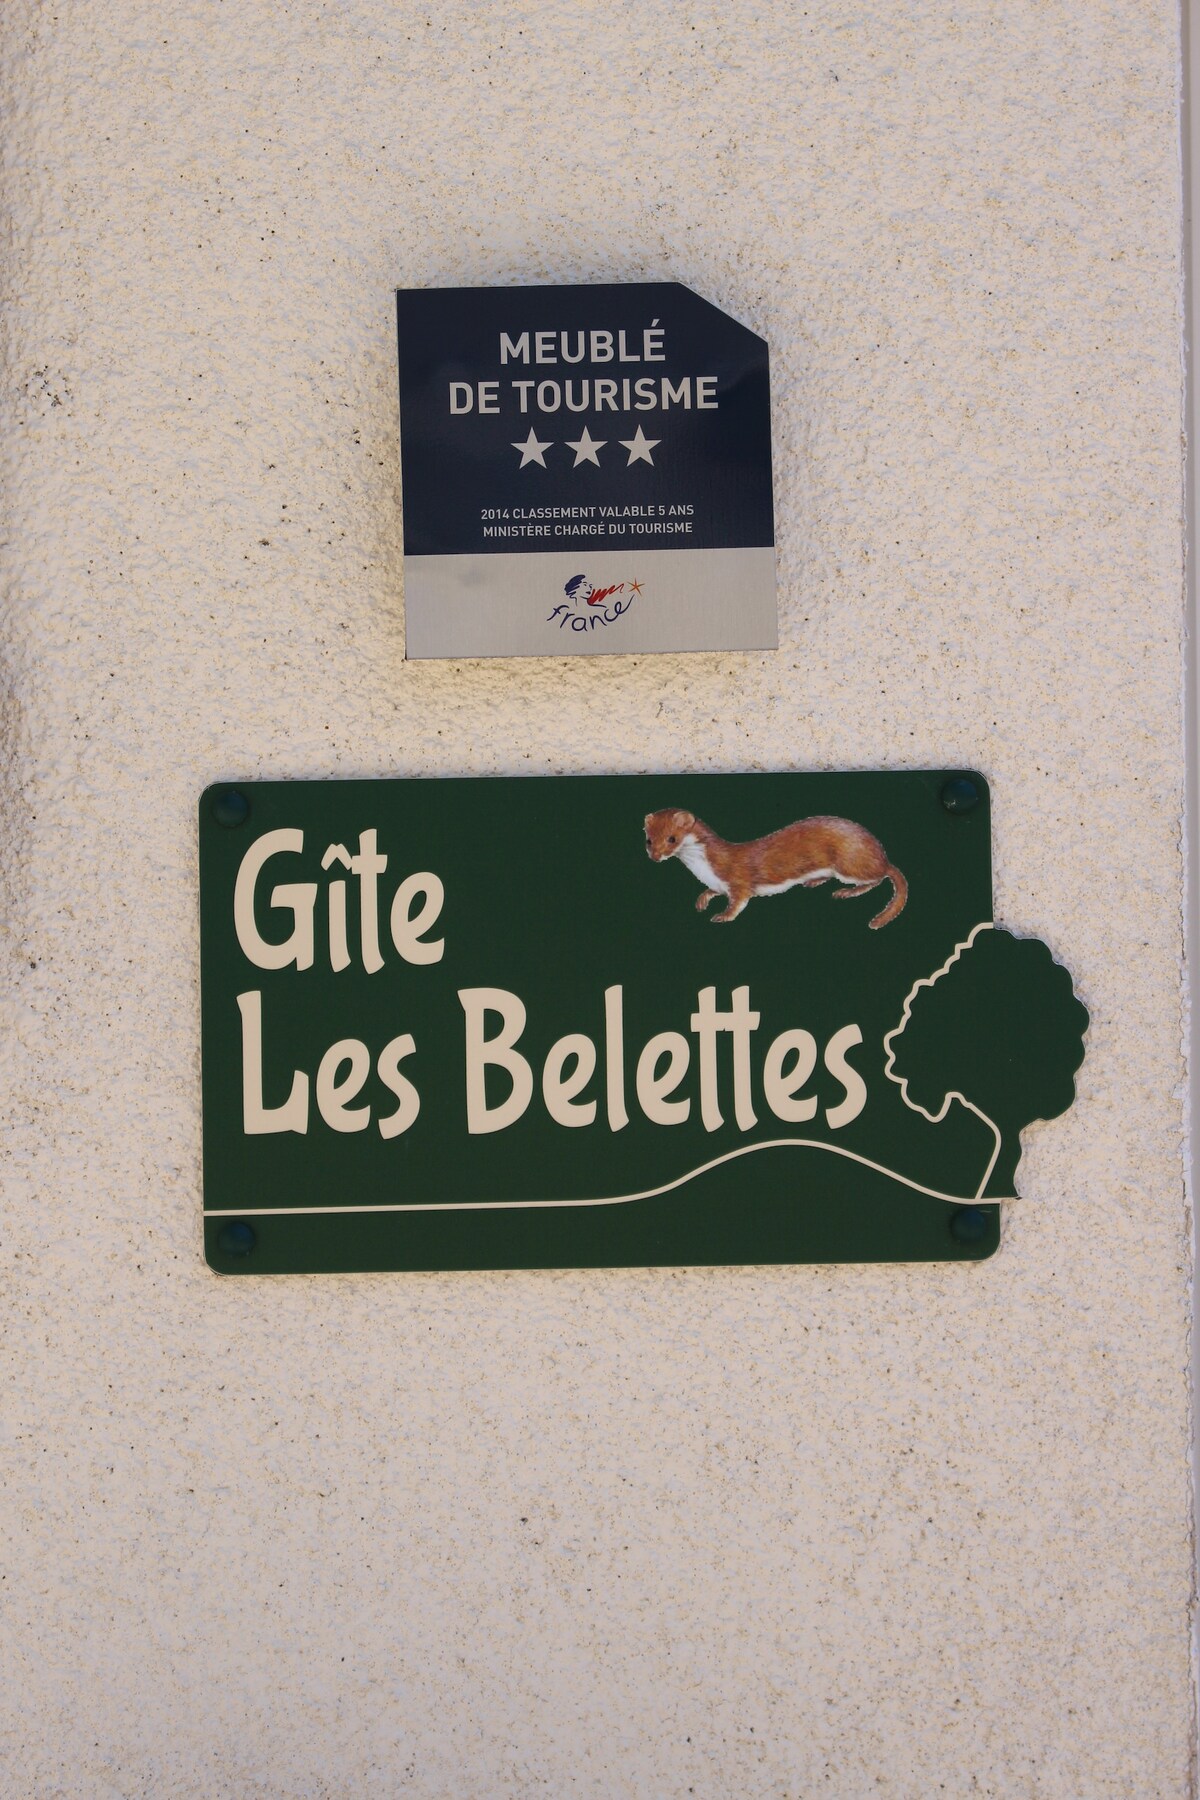 MEUBLÉ
DE TOURISME
★★★
2014 CLASSEMENT VALABLE 5 ANS
MINISTÈRE CHARGÉ DU TOURISME
france
Gîte
Les Belettes